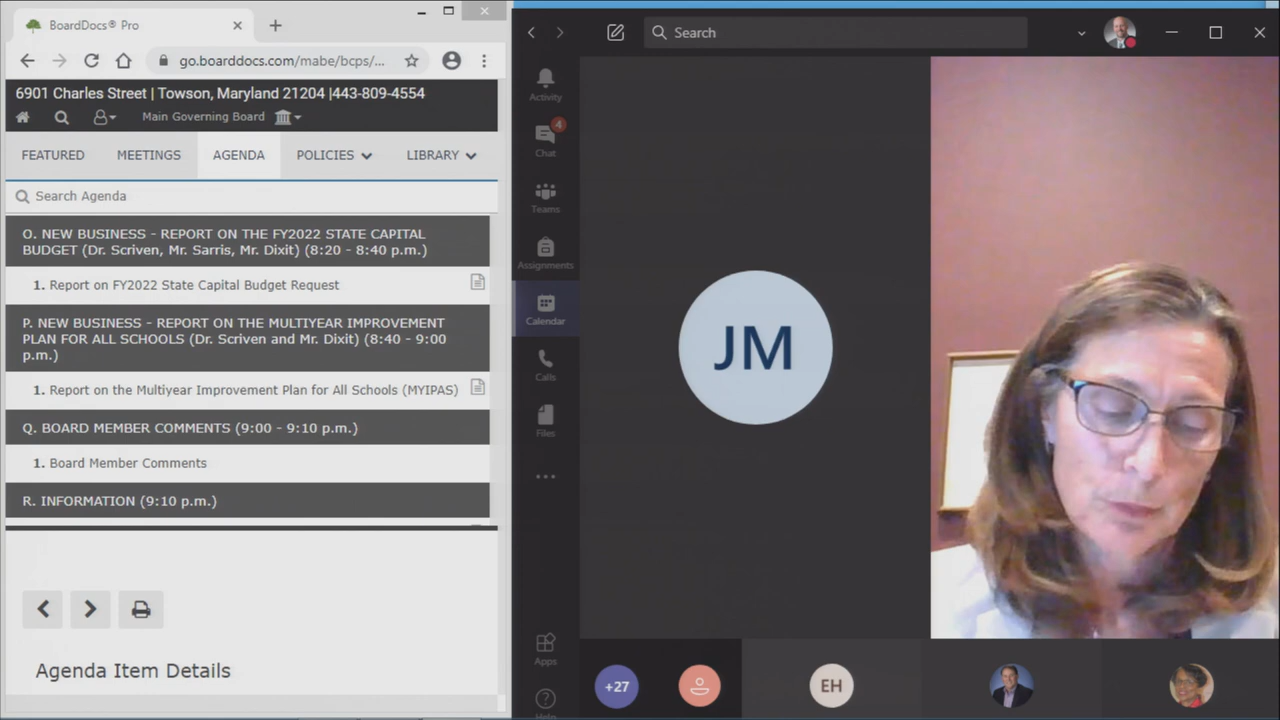 BoardDocs® Pro
go.boarddocs.com/mabe/bcps/...
6901 Charles Street | Towson, Maryland 21204 |443-809-4554
Main Governing Board
FEATURED MEETINGS AGENDA POLICIES LIBRARY
Search Agenda
O. NEW BUSINESS - REPORT ON THE FY2022 STATE CAPITAL
BUDGET (Dr. Scriven, Mr. Sarris, Mr. Dixit) (8:20 - 8:40 p.m.)
1. Report on FY2022 State Capital Budget Request
P. NEW BUSINESS - REPORT ON THE MULTIYEAR IMPROVEMENT
PLAN FOR ALL SCHOOLS (Dr. Scriven and Mr. Dixit) (8:40 - 9:00
p.m.)
1. Report on the Multiyear Improvement Plan for All Schools (MYIPAS)
Q. BOARD MEMBER COMMENTS (9:00 - 9:10 p.m.)
1. Board Member Comments
R. INFORMATION (9:10 p.m.)
Agenda Item Details
Search
Activity
4
Chat
Teams
Assignments
Calendar
Calls
Files
Apps
Help
JM
+27
EH